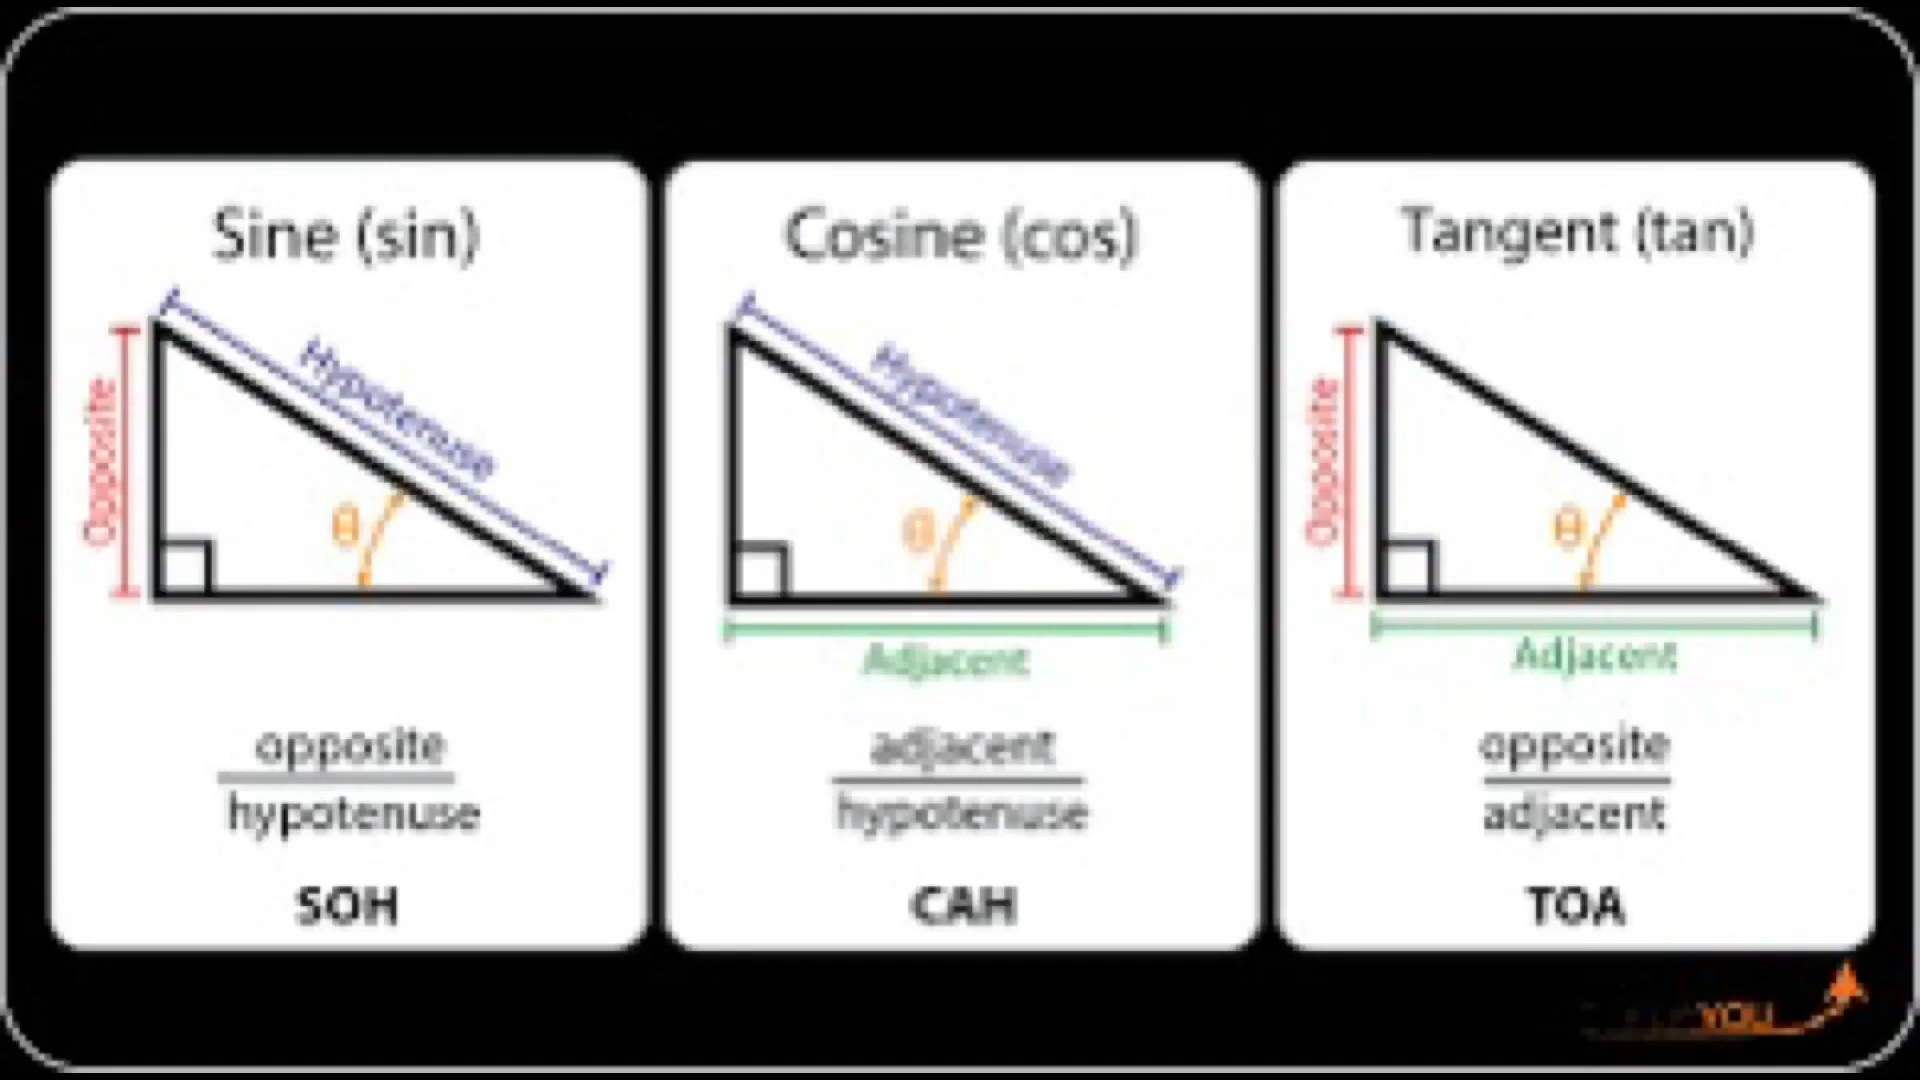 Sine (sin)
Opposite
Hypotenuse
θ
opposite
hypotenuse
SOH
Cosine (cos)
Hypotenuse
θ
Adjacent
adjacent
hypotenuse
CAH
Tangent (tan)
Opposite
θ
Adjacent
opposite
adjacent
TOA
YOU